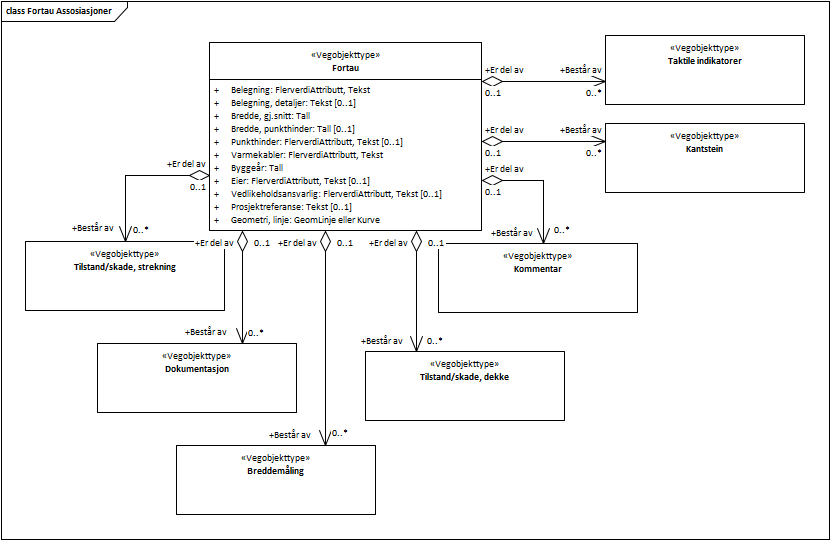 class Fortau Assosiasjoner
«Vegobjekttype»
Fortau
+ Belegning: FlerverdiAttributt, Tekst
+ Belegning, detaljer: Tekst [0..1]
+ Bredde, gj.snitt: Tall
+ Bredde, punkthinder: Tall [0..1]
+ Punkthinder: FlerverdiAttributt, Tekst [0..1]
+ Varmekabler: FlerverdiAttributt, Tekst
+ Byggeår: Tall
+ Eier: FlerverdiAttributt, Tekst [0..1]
+ Vedlikeholdsansvarlig: FlerverdiAttributt, Tekst [0..1]
+ Prosjektreferanse: Tekst [0..1]
+ Geometri, linje: GeomLinje eller Kurve
+Er del av
0..1
+Består av
0..*
«Vegobjekttype»
Taktile indikatorer
+Er del av
0..1
+Består av
0..*
«Vegobjekttype»
Kantstein
+Er del av
0..1
+Består av
0..*
«Vegobjekttype»
Kommentar
+Er del av
0..1
+Består av
0..*
«Vegobjekttype»
Tilstand/skade, strekning
+Er del av
0..1
+Består av
0..*
«Vegobjekttype»
Dokumentasjon
+Er del av
0..1
+Består av
0..*
«Vegobjekttype»
Breddemåling
+Er del av
0..1
+Består av
0..*
«Vegobjekttype»
Tilstand/skade, dekke